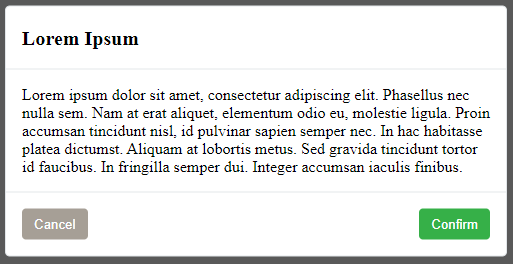 Lorem Ipsum
Lorem ipsum dolor sit amet, consectetur adipiscing elit. Phasellus nec
nulla sem. Nam at erat aliquet, elementum odio eu, molestie ligula. Proin
accumsan tincidunt nisl, id pulvinar sapien semper nec. In hac habitasse
platea dictumst. Aliquam at lobortis metus. Sed gravida tincidunt tortor
id faucibus. In fringilla semper dui. Integer accumsan iaculis finibus.
Cancel
Confirm